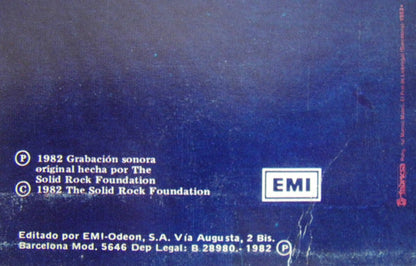 Ⓟ 1982 Grabación sonora
original hecha por The
Solid Rock Foundation
Ⓒ 1982 The Solid Rock Foundation
EMI
Editado por EMI-Odeon, S.A. Vía Augusta, 2 Bis.
Barcelona Mod. 5646 Dep Legal: B.28980.-1982 Ⓟ